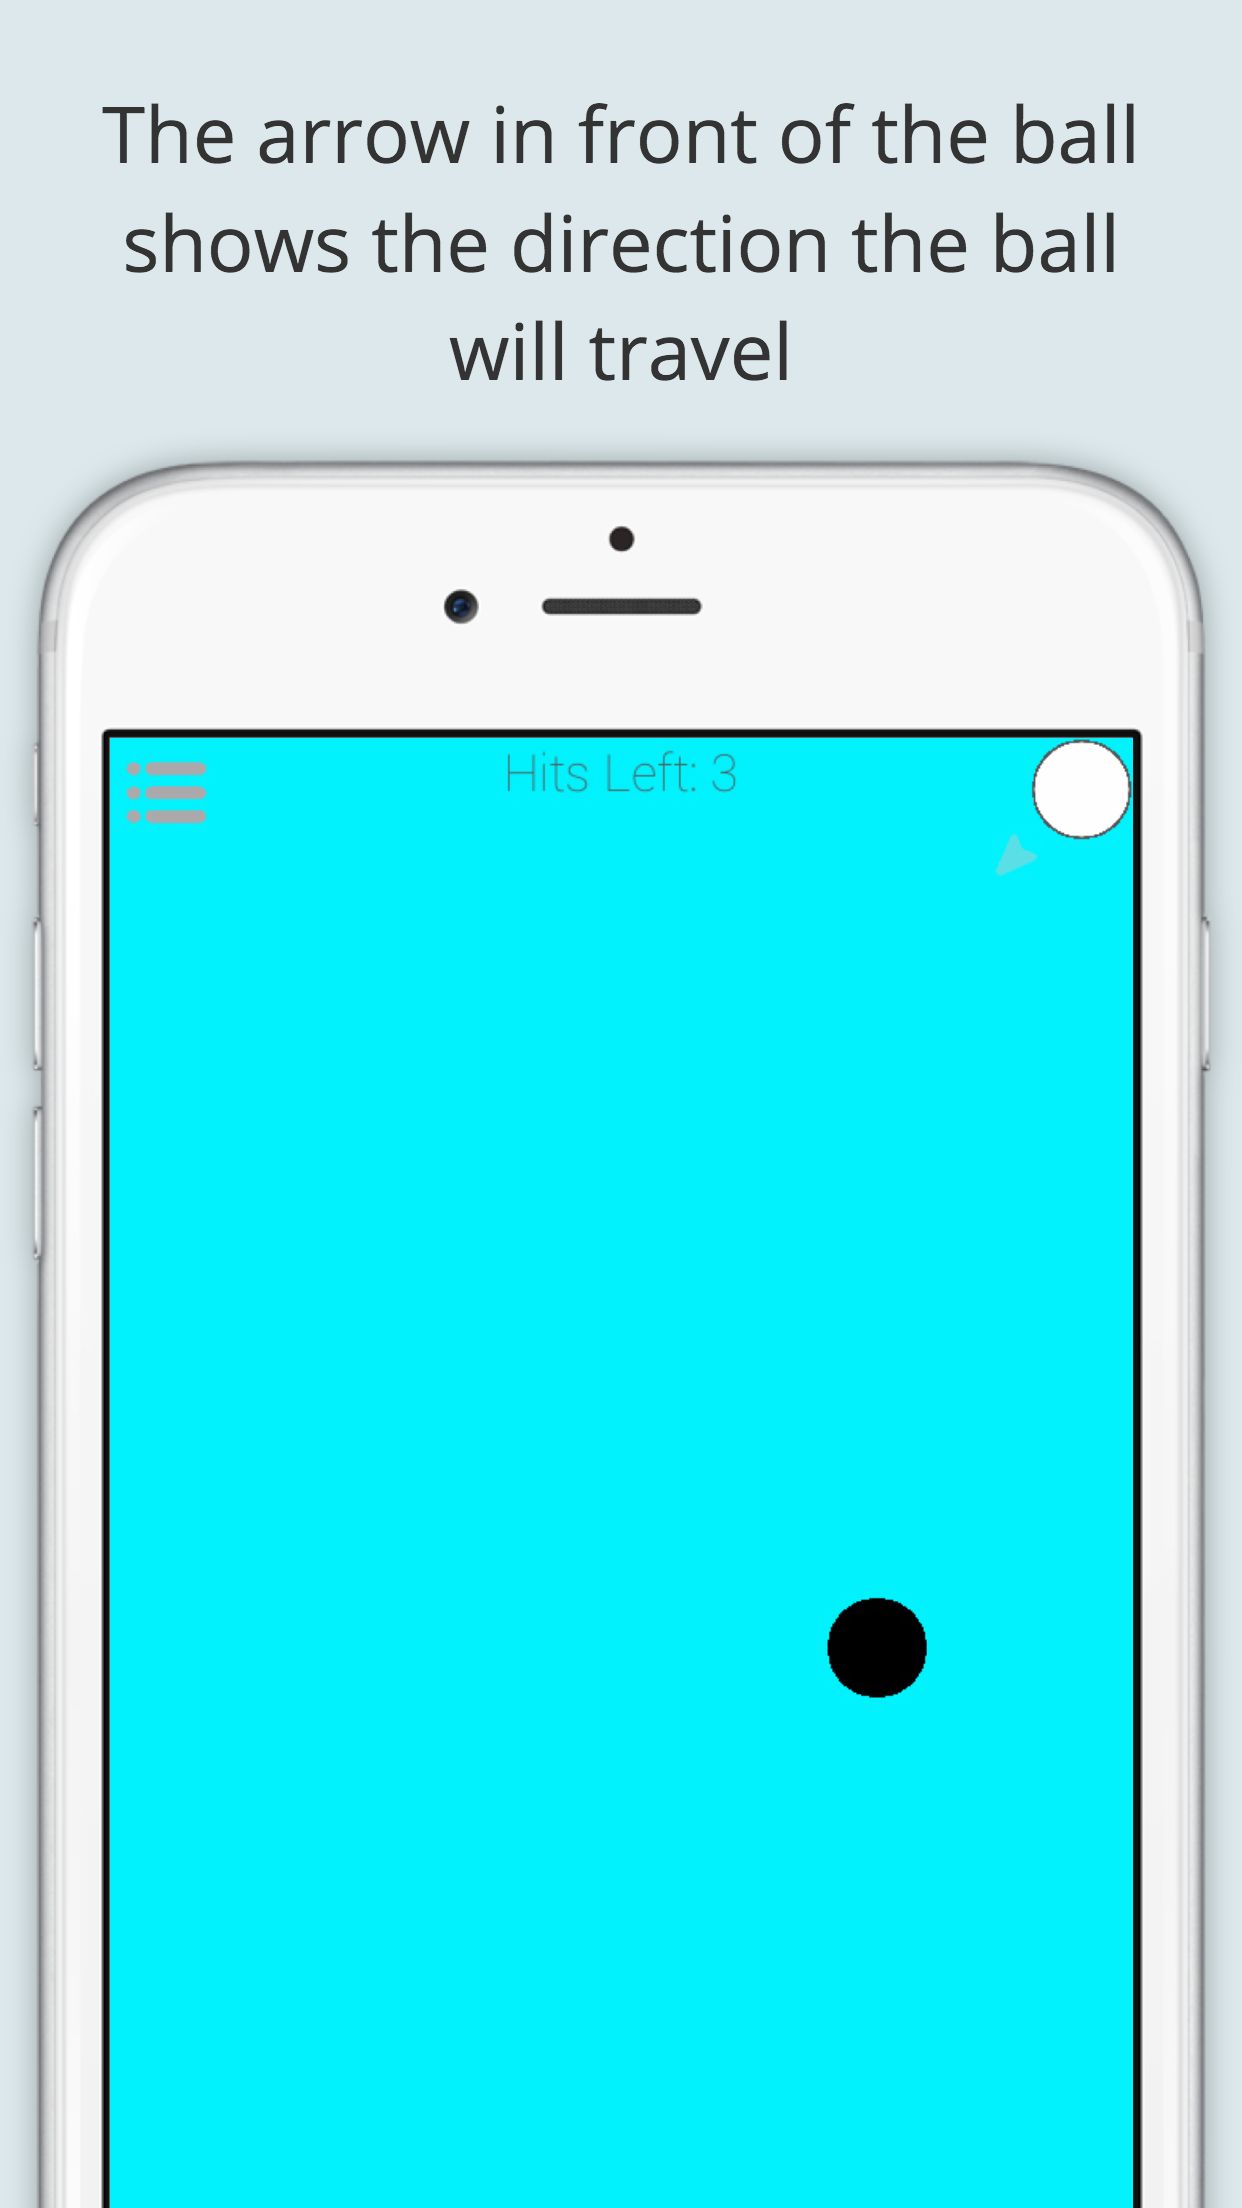 The arrow in front of the ball
shows the direction the ball
will travel
Hits Left: 3